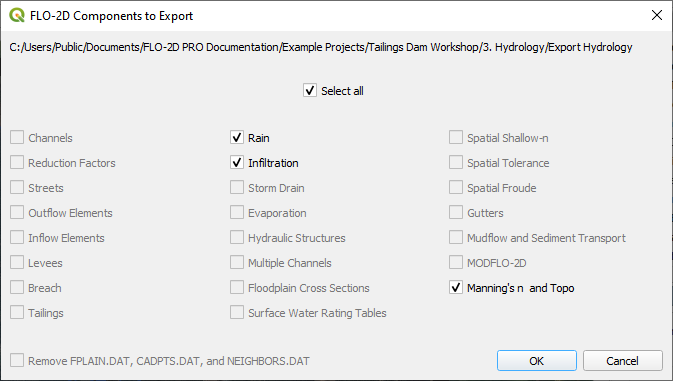 FLO-2D Components to Export
C:/Users/Public/Documents/FLO-2D PRO Documentation/Example Projects/Tailings Dam Workshop/3. Hydrology/Export Hydrology
Select all
Channels
Rain
Spatial Shallow-n
Reduction Factors
Infiltration
Spatial Tolerance
Streets
Storm Drain
Spatial Froude
Outflow Elements
Evaporation
Gutters
Inflow Elements
Hydraulic Structures
Mudflow and Sediment Transport
Levees
Multiple Channels
MODFLO-2D
Breach
Floodplain Cross Sections
Manning's n  and Topo
Tailings
Surface Water Rating Tables
Remove FPLAIN.DAT, CADPTS.DAT, and NEIGHBORS.DAT
OK
Cancel